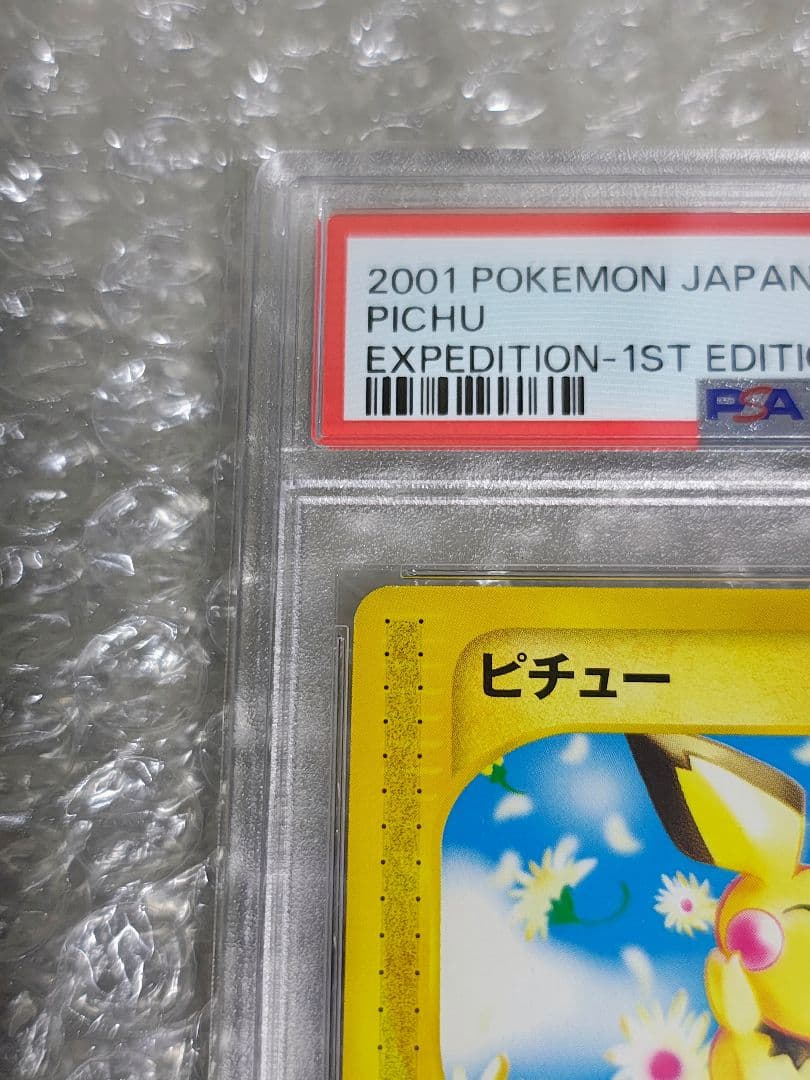 2001 POKEMON JAPAN
PICHU
EXPEDITION-1ST EDITIO
PSA
ピチュー